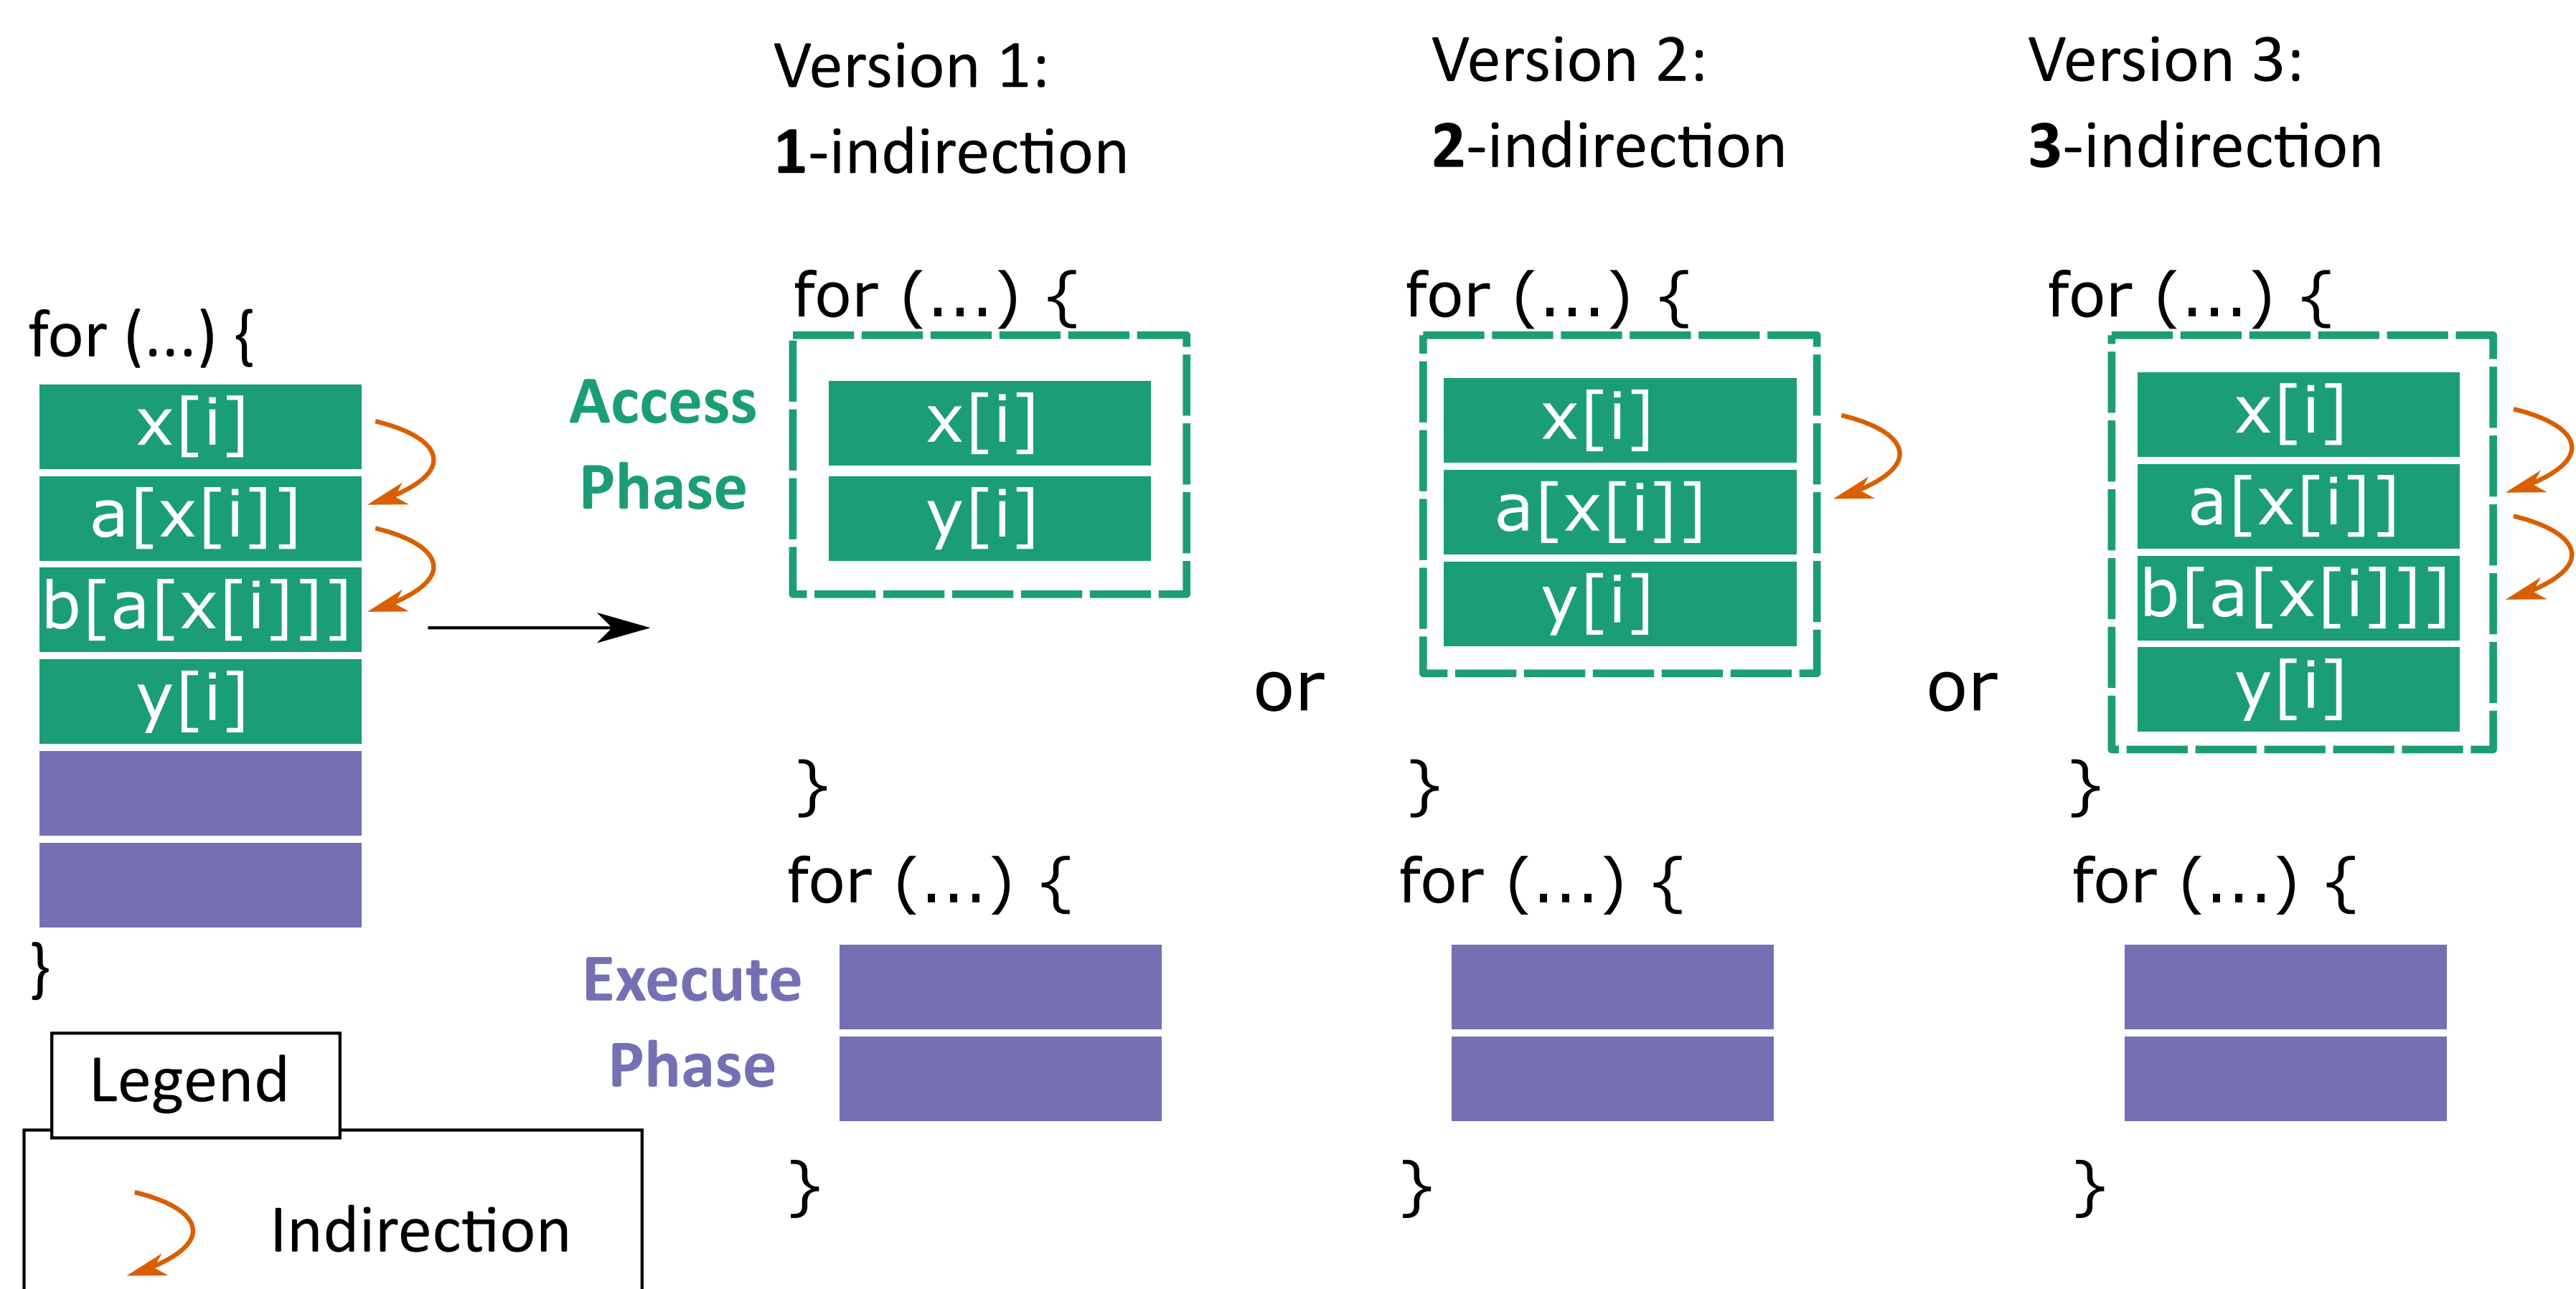 Version 1:
1-indirection
Version 2:
2-indirection
Version 3:
3-indirection
for (...) {
x[i]
a[x[i]]
b[a[x[i]]]
y[i]
}
Legend
Indirection
Access
Phase
for (...) {
x[i]
y[i]
}
Execute
Phase
for (...) {
}
or
for (...) {
x[i]
a[x[i]]
y[i]
}
for (...) {
}
or
for (...) {
x[i]
a[x[i]]
b[a[x[i]]]
y[i]
}
for (...) {
}